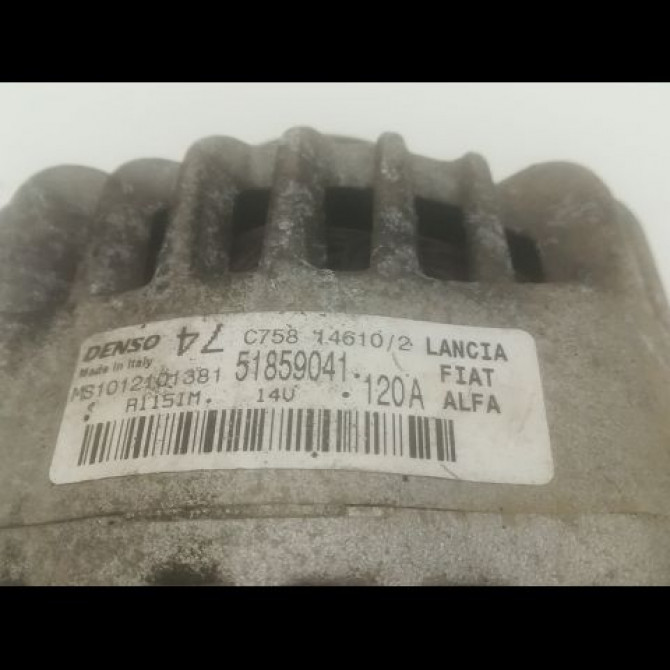 DENSO 74 C758 14610/2 LANCIA
Made in Italy 51859041. FIAT
MS1012101381 120A ALFA
A115IM. 14V